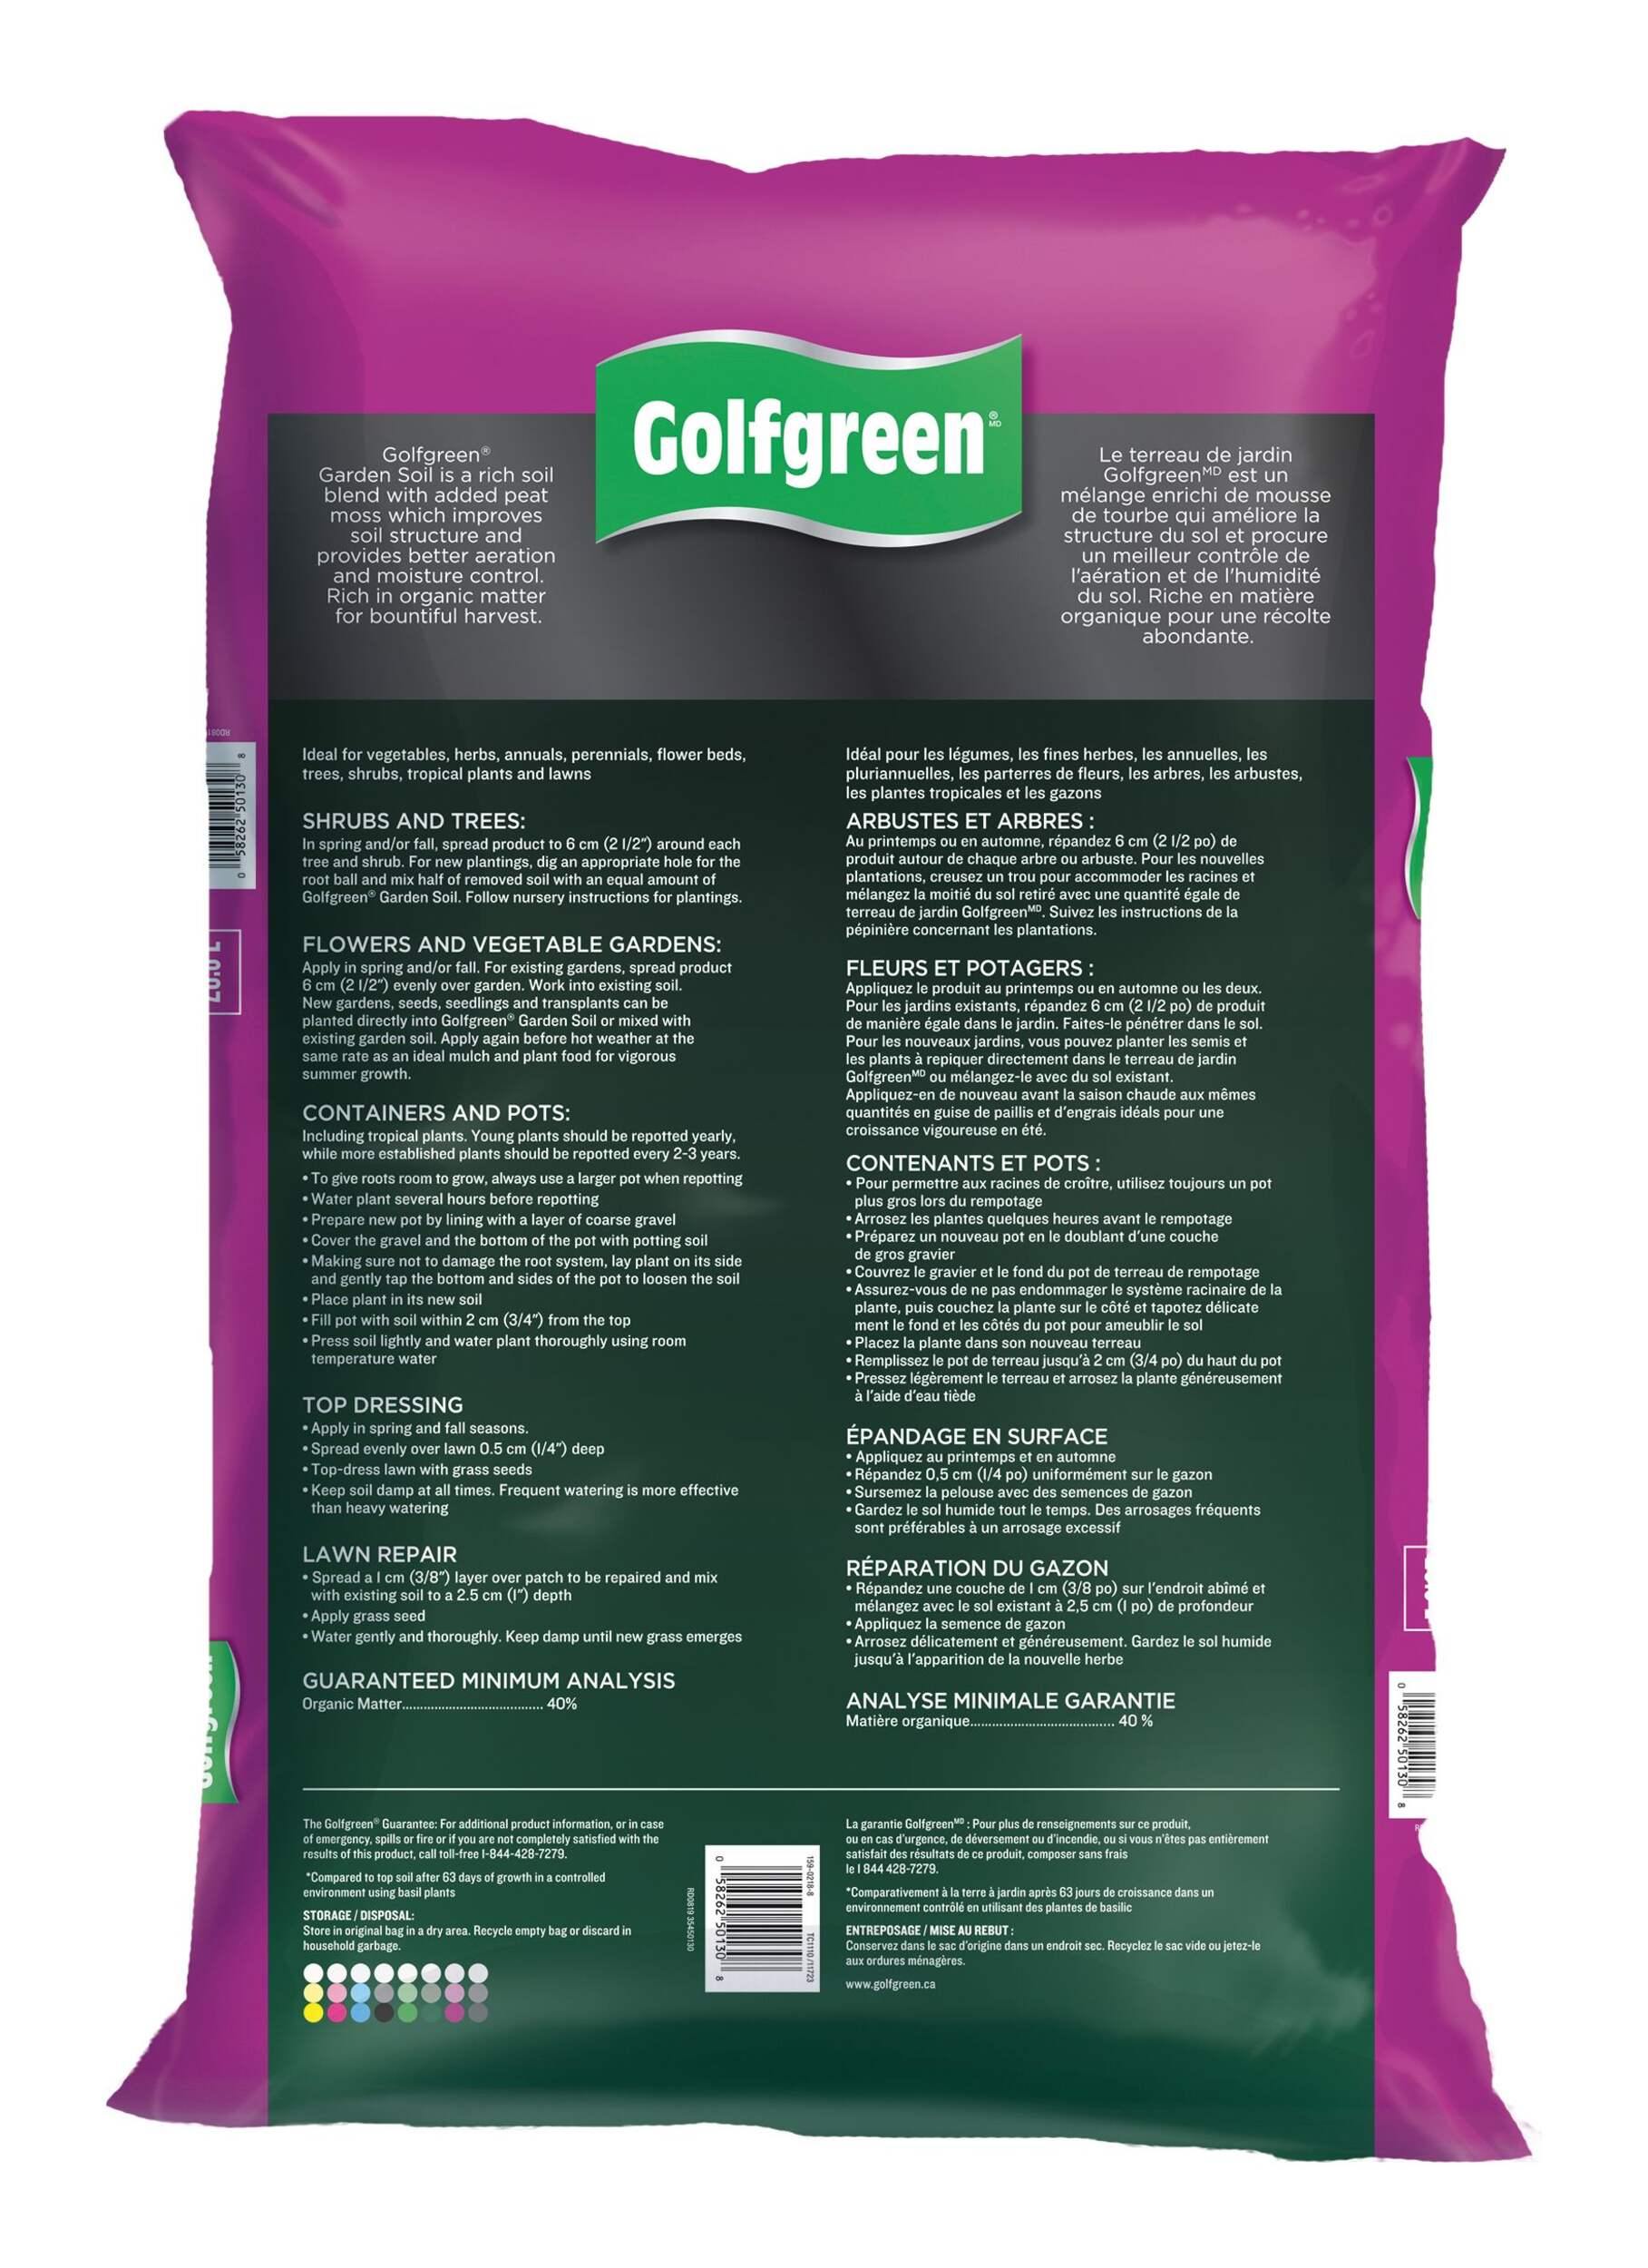 Golfgreen®
MD
Golfgreen®
Garden Soil is a rich soil
blend with added peat
moss which improves
soil structure and
provides better aeration
and moisture control.
Rich in organic matter
for bountiful harvest.
Le terreau de jardin
Golfgreenᴹᴰ est un
mélange enrichi de mousse
de tourbe qui améliore la
structure du sol et procure
un meilleur contrôle de
l'aération et de l'humidité
du sol. Riche en matière
organique pour une récolte
abondante.
Ideal for vegetables, herbs, annuals, perennials, flower beds,
trees, shrubs, tropical plants and lawns
SHRUBS AND TREES:
In spring and/or fall, spread product to 6 cm (2 1/2″) around each
tree and shrub. For new plantings, dig an appropriate hole for the
root ball and mix half of removed soil with an equal amount of
Golfgreen® Garden Soil. Follow nursery instructions for plantings.
FLOWERS AND VEGETABLE GARDENS:
Apply in spring and/or fall. For existing gardens, spread product
6 cm (2 1/2″) evenly over garden. Work into existing soil.
New gardens, seeds, seedlings and transplants can be
planted directly into Golfgreen® Garden Soil or mixed with
existing garden soil. Apply again before hot weather at the
same rate as an ideal mulch and plant food for vigorous
summer growth.
CONTAINERS AND POTS:
Including tropical plants. Young plants should be repotted yearly,
while more established plants should be repotted every 2-3 years.
• To give roots room to grow, always use a larger pot when repotting
• Water plant several hours before repotting
• Prepare new pot by lining with a layer of coarse gravel
• Cover the gravel and the bottom of the pot with potting soil
• Making sure not to damage the root system, lay plant on its side
and gently tap the bottom and sides of the pot to loosen the soil
• Place plant in its new soil
• Fill pot with soil within 2 cm (3/4″) from the top
• Press soil lightly and water plant thoroughly using room
temperature water
TOP DRESSING
• Apply in spring and fall seasons.
• Spread evenly over lawn 0.5 cm (1/4″) deep
• Top-dress lawn with grass seeds
• Keep soil damp at all times. Frequent watering is more effective
than heavy watering
LAWN REPAIR
• Spread a 1 cm (3/8″) layer over patch to be repaired and mix
with existing soil to a 2.5 cm (1″) depth
• Apply grass seed
• Water gently and thoroughly. Keep damp until new grass emerges
GUARANTEED MINIMUM ANALYSIS
Organic Matter....................................... 40%
Idéal pour les légumes, les fines herbes, les annuelles, les
pluriannuelles, les parterres de fleurs, les arbres, les arbustes,
les plantes tropicales et les gazons
ARBUSTES ET ARBRES :
Au printemps ou en automne, répandez 6 cm (2 1/2 po) de
produit autour de chaque arbre ou arbuste. Pour les nouvelles
plantations, creusez un trou pour accommoder les racines et
mélangez la moitié du sol retiré avec une quantité égale de
terreau de jardin Golfgreenᴹᴰ. Suivez les instructions de la
pépinière concernant les plantations.
FLEURS ET POTAGERS :
Appliquez le produit au printemps ou en automne ou les deux.
Pour les jardins existants, répandez 6 cm (2 1/2 po) de produit
de manière égale dans le jardin. Faites-le pénétrer dans le sol.
Pour les nouveaux jardins, vous pouvez planter les semis et
les plants à repiquer directement dans le terreau de jardin
Golfgreenᴹᴰ ou mélangez-le avec du sol existant.
Appliquez-en de nouveau avant la saison chaude aux mêmes
quantités en guise de paillis et d'engrais idéals pour une
croissance vigoureuse en été.
CONTENANTS ET POTS :
• Pour permettre aux racines de croître, utilisez toujours un pot
plus gros lors du rempotage
• Arrosez les plantes quelques heures avant le rempotage
• Préparez un nouveau pot en le doublant d'une couche
de gros gravier
• Couvrez le gravier et le fond du pot de terreau de rempotage
• Assurez-vous de ne pas endommager le système racinaire de la
plante, puis couchez la plante sur le côté et tapotez délicate
ment le fond et les côtés du pot pour ameublir le sol
• Placez la plante dans son nouveau terreau
• Remplissez le pot de terreau jusqu'à 2 cm (3/4 po) du haut du pot
• Pressez légèrement le terreau et arrosez la plante généreusement
à l'aide d'eau tiède
ÉPANDAGE EN SURFACE
• Appliquez au printemps et en automne
• Répandez 0,5 cm (1/4 po) uniformément sur le gazon
• Sursemez la pelouse avec des semences de gazon
• Gardez le sol humide tout le temps. Des arrosages fréquents
sont préférables à un arrosage excessif
RÉPARATION DU GAZON
• Répandez une couche de 1 cm (3/8 po) sur l'endroit abîmé et
mélangez avec le sol existant à 2,5 cm (1 po) de profondeur
• Appliquez la semence de gazon
• Arrosez délicatement et généreusement. Gardez le sol humide
jusqu'à l'apparition de la nouvelle herbe
ANALYSE MINIMALE GARANTIE
Matière organique........................................ 40 %
The Golfgreen® Guarantee: For additional product information, or in case
of emergency, spills or fire or if you are not completely satisfied with the
results of this product, call toll-free 1-844-428-7279.
*Compared to top soil after 63 days of growth in a controlled
environment using basil plants
STORAGE / DISPOSAL:
Store in original bag in a dry area. Recycle empty bag or discard in
household garbage.
RD0819 35450130
0 58262 50130 8
159-0218-8
TC1110 /11723
La garantie Golfgreenᴹᴰ : Pour plus de renseignements sur ce produit,
ou en cas d'urgence, de déversement ou d'incendie, ou si vous n'êtes pas entièrement
satisfait des résultats de ce produit, composer sans frais
le 1 844 428-7279.
*Comparativement à la terre à jardin après 63 jours de croissance dans un
environnement contrôlé en utilisant des plantes de basilic
ENTREPOSAGE / MISE AU REBUT :
Conservez dans le sac d'origine dans un endroit sec. Recyclez le sac vide ou jetez-le
aux ordures ménagères.
www.golfgreen.ca
0 58262 50130 8
0 58262 50130 8